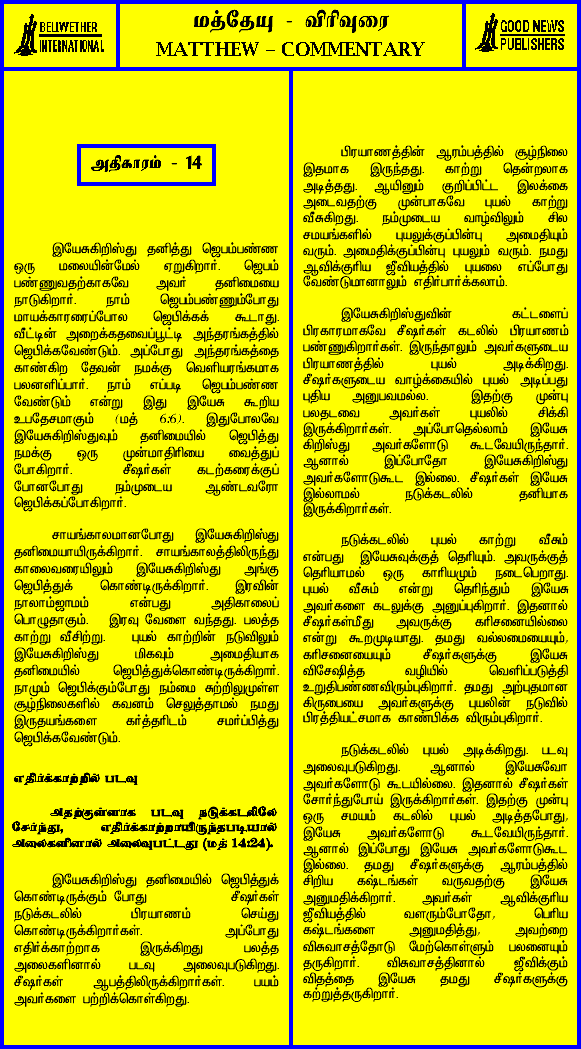 BELIWETHER
INTERNATIONAL
மத்தேயு - விரிவுரை
MATTHEW – COMMENTARY
GOOD NEWS
PUBLISHERS
அதிகாரம் - 14
இயேசுகிறிஸ்து தனித்து ஜெபம்பண்ண
ஒரு மலையின்மேல் ஏறுகிறார். ஜெபம்
பண்ணுவதற்காகவே அவர் தனிமையை
நாடுகிறார். நாம் ஜெபம்பண்ணும்போது
மாயக்காரரைப்போல ஜெபிக்கக் கூடாது.
வீட்டின் அறைக்கதவைப்பூட்டி அந்தரங்கத்தில்
ஜெபிக்கவேண்டும். அப்போது அந்தரங்கத்தை
காண்கிற தேவன் நமக்கு வெளியரங்கமாக
பலனளிப்பார். நாம் எப்படி ஜெபம்பண்ண
வேண்டும் என்று இது இயேசு கூறிய
உபதேசமாகும் (மத் 6:6). இதுபோலவே
இயேசுகிறிஸ்துவும் தனிமையில் ஜெபித்து
நமக்கு ஒரு முன்மாதிரியை வைத்துப்
போகிறார். சீஷர்கள் கடற்கரைக்குப்
போனபோது நம்முடைய ஆண்டவரோ
ஜெபிக்கப்போகிறார்.
சாயங்காலமானபோது இயேசுகிறிஸ்து
தனிமையாயிருக்கிறார். சாயங்காலத்திலிருந்து
காலைவரையிலும் இயேசுகிறிஸ்து அங்கு
ஜெபித்துக் கொண்டிருக்கிறார். இரவின்
நாலாம்ஜாமம் என்பது அதிகாலைப்
பொழுதாகும். இரவு வேளை வந்தது. பலத்த
காற்று வீசிற்று. புயல் காற்றின் நடுவிலும்
இயேசுகிறிஸ்து மிகவும் அமைதியாக
தனிமையில் ஜெபித்துக்கொண்டிருக்கிறார்.
நாமும் ஜெபிக்கும்போது நம்மை சுற்றிலுமுள்ள
சூழ்நிலைகளில் கவனம் செலுத்தாமல் நமது
இருதயங்களை கர்த்தரிடம் சமர்ப்பித்து
ஜெபிக்கவேண்டும்.
எதிர்காற்றில் படவு
அதற்குள்ளாக படவு நடுக்கடலிலே
சேர்ந்து, எதிர்க்காற்றாயிருந்தபடியால்
அலைகளினால் அலைவுபட்டது (மத் 14:24).
இயேசுகிறிஸ்து தனிமையில் ஜெபித்துக்
கொண்டிருக்கும் போது சீஷர்கள்
நடுக்கடலில் பிரயாணம் செய்து
கொண்டிருக்கிறார்கள். அப்போது
எதிர்காற்றாக இருக்கிறது பலத்த
அலைகளினால் படவு அலைவுபடுகிறது.
சீஷர்கள் ஆபத்திலிருக்கிறார்கள். பயம்
அவர்களை பற்றிக்கொள்கிறது.
பிரயாணத்தின் ஆரம்பத்தில் சூழ்நிலை
இதமாக இருந்தது. காற்று தென்றலாக
அடித்தது. ஆயினும் குறிப்பிட்ட இலக்கை
அடைவதற்கு முன்பாகவே புயல் காற்று
வீசுகிறது. நம்முடைய வாழ்விலும் சில
சமயங்களில் புயலுக்குப்பின்பு அமைதியும்
வரும். அமைதிக்குப்பின்பு புயலும் வரும். நமது
ஆவிக்குரிய ஜீவியத்தில் புயலை எப்போது
வேண்டுமானாலும் எதிர்பார்க்கலாம்.
இயேசுகிறிஸ்துவின் கட்டளைப்
பிரகாரமாகவே சீஷர்கள் கடலில் பிரயாணம்
பண்ணுகிறார்கள். இருந்தாலும் அவர்களுடைய
பிரயாணத்தில் புயல் அடிக்கிறது.
சீஷர்களுடைய வாழ்க்கையில் புயல் அடிப்பது
புதிய அனுபவமல்ல. இதற்கு முன்பு
பலதடவை அவர்கள் புயலில் சிக்கி
இருக்கிறார்கள். அப்போதெல்லாம் இயேசு
கிறிஸ்து அவர்களோடு கூடவேயிருந்தார்.
ஆனால் இப்போதோ இயேசுகிறிஸ்து
அவர்களோடுகூட இல்லை. சீஷர்கள் இயேசு
இல்லாமல் நடுக்கடலில் தனியாக
இருக்கிறார்கள்.
நடுக்கடலில் புயல் காற்று வீசும்
என்பது இயேசுவுக்குத் தெரியும். அவருக்குத்
தெரியாமல் ஒரு காரியமும் நடைபெறாது.
புயல் வீசும் என்று தெரிந்தும் இயேசு
அவர்களை கடலுக்கு அனுப்புகிறார். இதனால்
சீஷர்கள்மீது அவருக்கு கரிசனையில்லை
என்று கூறமுடியாது. தமது வல்லமையையும்,
கரிசனையையும் சீஷர்களுக்கு இயேசு
விசேஷித்த வழியில் வெளிப்படுத்தி
உறுதிபண்ணவிரும்புகிறார். தமது அற்புதமான
கிருபையை அவர்களுக்கு புயலின் நடுவில்
பிரத்தியட்சமாக காண்பிக்க விரும்புகிறார்.
நடுக்கடலில் புயல் அடிக்கிறது. படவு
அலைவுபடுகிறது. ஆனால் இயேசுவோ
அவர்களோடு கூடயில்லை. இதனால் சீஷர்கள்
சோர்ந்துபோய் இருக்கிறார்கள். இதற்கு முன்பு
ஒரு சமயம் கடலில் புயல் அடித்தபோது,
இயேசு அவர்களோடு கூடவேயிருந்தார்.
ஆனால் இப்போது இயேசு அவர்களோடுகூட
இல்லை. தமது சீஷர்களுக்கு ஆரம்பத்தில்
சிறிய கஷ்டங்கள் வருவதற்கு இயேசு
அனுமதிக்கிறார். அவர்கள் ஆவிக்குரிய
ஜீவியத்தில் வளரும்போதோ, பெரிய
கஷ்டங்களை அனுமதித்து, அவற்றை
விசுவாசத்தோடு மேற்கொள்ளும் பலனையும்
தருகிறார். விசுவாசத்தினால் ஜீவிக்கும்
விதத்தை இயேசு தமது சீஷர்களுக்கு
கற்றுத்தருகிறார்.